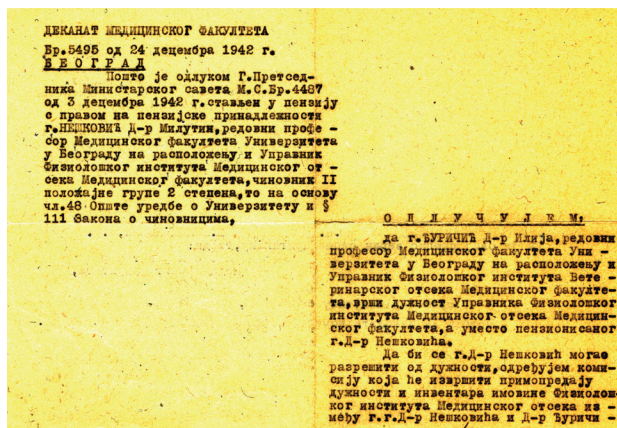 ДЕКАНАТ МЕДИЦИНСКОГ ФАКУЛТЕТА
Бр.5495 од 24 децембра 1942 г.
БЕОГРАД
Пошто је одлуком Г.Претсед-
ника Министарског савета М.С.Бр.4487
од 3 децембра 1942 г.стављен у пензију
с правом на пензијске принадлежности
г.НЕШКОВИЋ Д-р Милутин,редовни профе -
сор Медицинског факултета Универзитета
у Београду на расположењу и Управник
Физиолошког института Медицинског от -
сека Медицинског факултета,чиновник II
положајне групе 2 степена,то на основу
чл.48 Опште уредбе о Универзитету и §
111 Закона о чиновницима,
О Д Л У Ч У Ј Е М,
да г.ЂУРИЧИЋ Д-р Илија,редовни
професор Медицинског факултета Уни -
верзитета у Београду на расположењу и
Управник Физиолошког института Вете -
ринарског отсека Медицинског факулте-
та,врши дужност Управника Физиолошког
института Медицинског отсека Медицин-
ског факултета,а уместо пензионисаног
г.Д-р Нешковића.
Да би се г.Д-р Нешковић могао
разрешити од дужности,одређујем коми-
сију која ће извршити примопредају
дужности и инвентара имовине Физиолош-
ког института Медицинског отсека из -
међу г.г.Д-р Нешковића и Д-р Ђуричи -